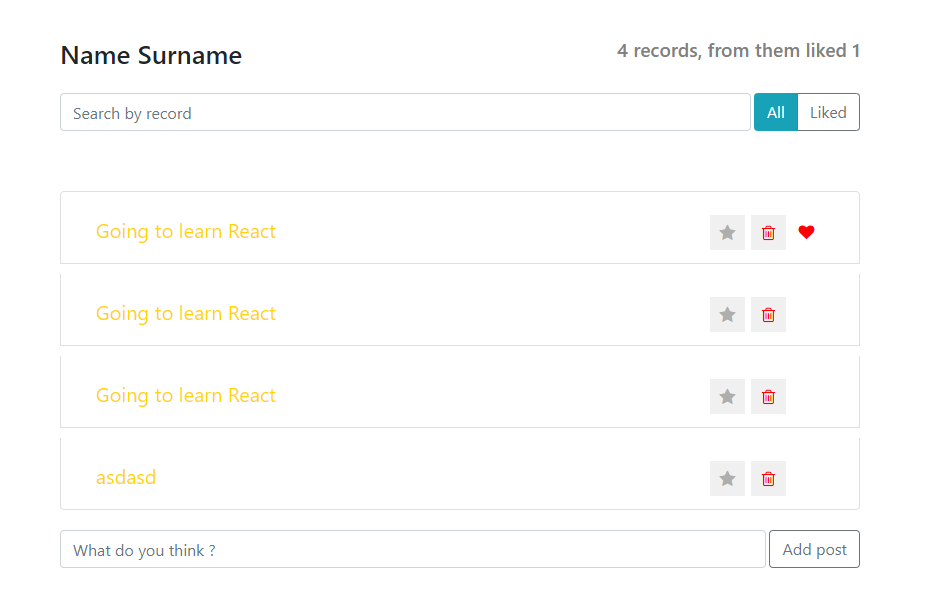 Name Surname
4 records, from them liked 1
Search by record
All
Liked
Going to learn React
Going to learn React
Going to learn React
asdasd
What do you think ?
Add post